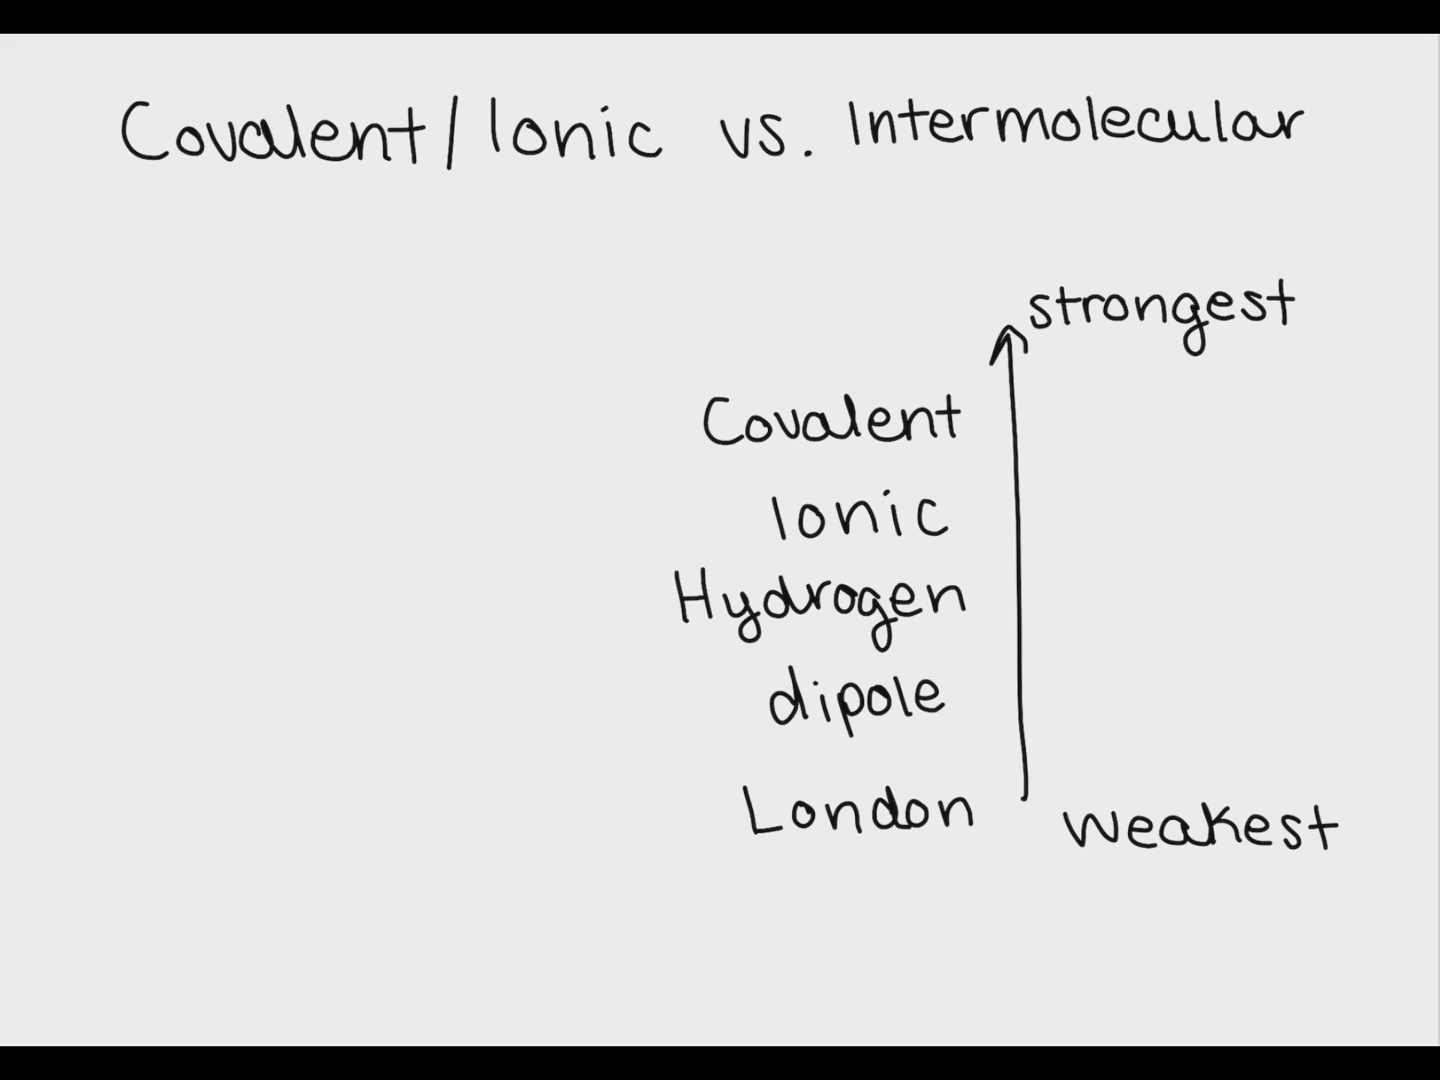 Covalent/Ionic vs. Intermolecular
strongest
Covalent
Ionic
Hydrogen
dipole
London
weakest